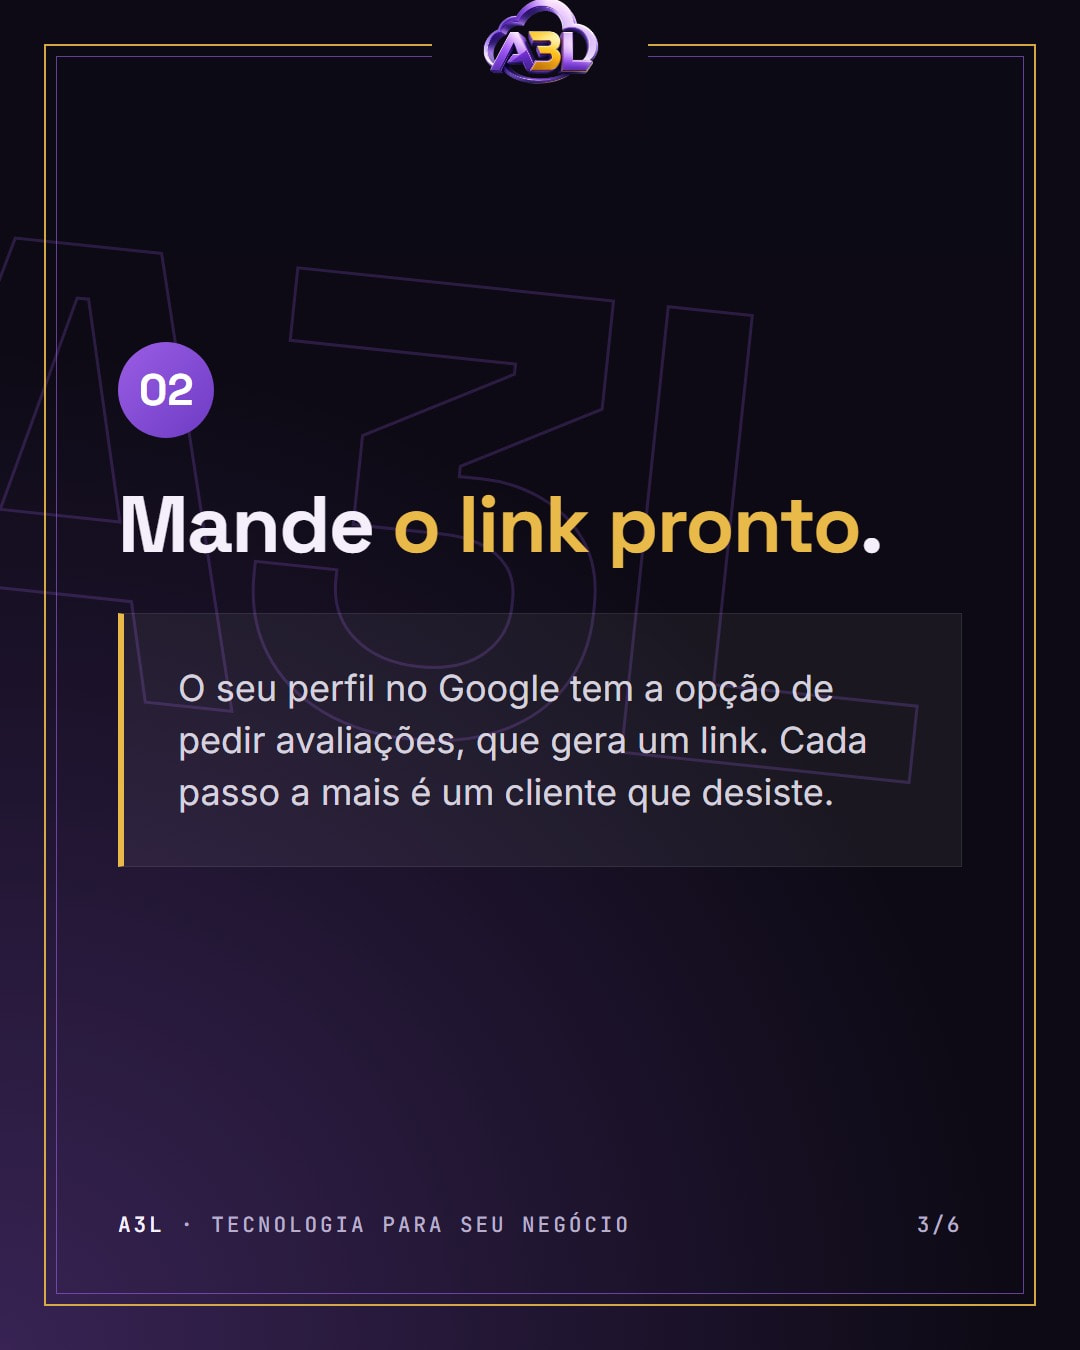 A3L
02
Mande o link pronto.
O seu perfil no Google tem a opção de
pedir avaliações, que gera um link. Cada
passo a mais é um cliente que desiste.
A3L · TECNOLOGIA PARA SEU NEGÓCIO
3/6
A3L